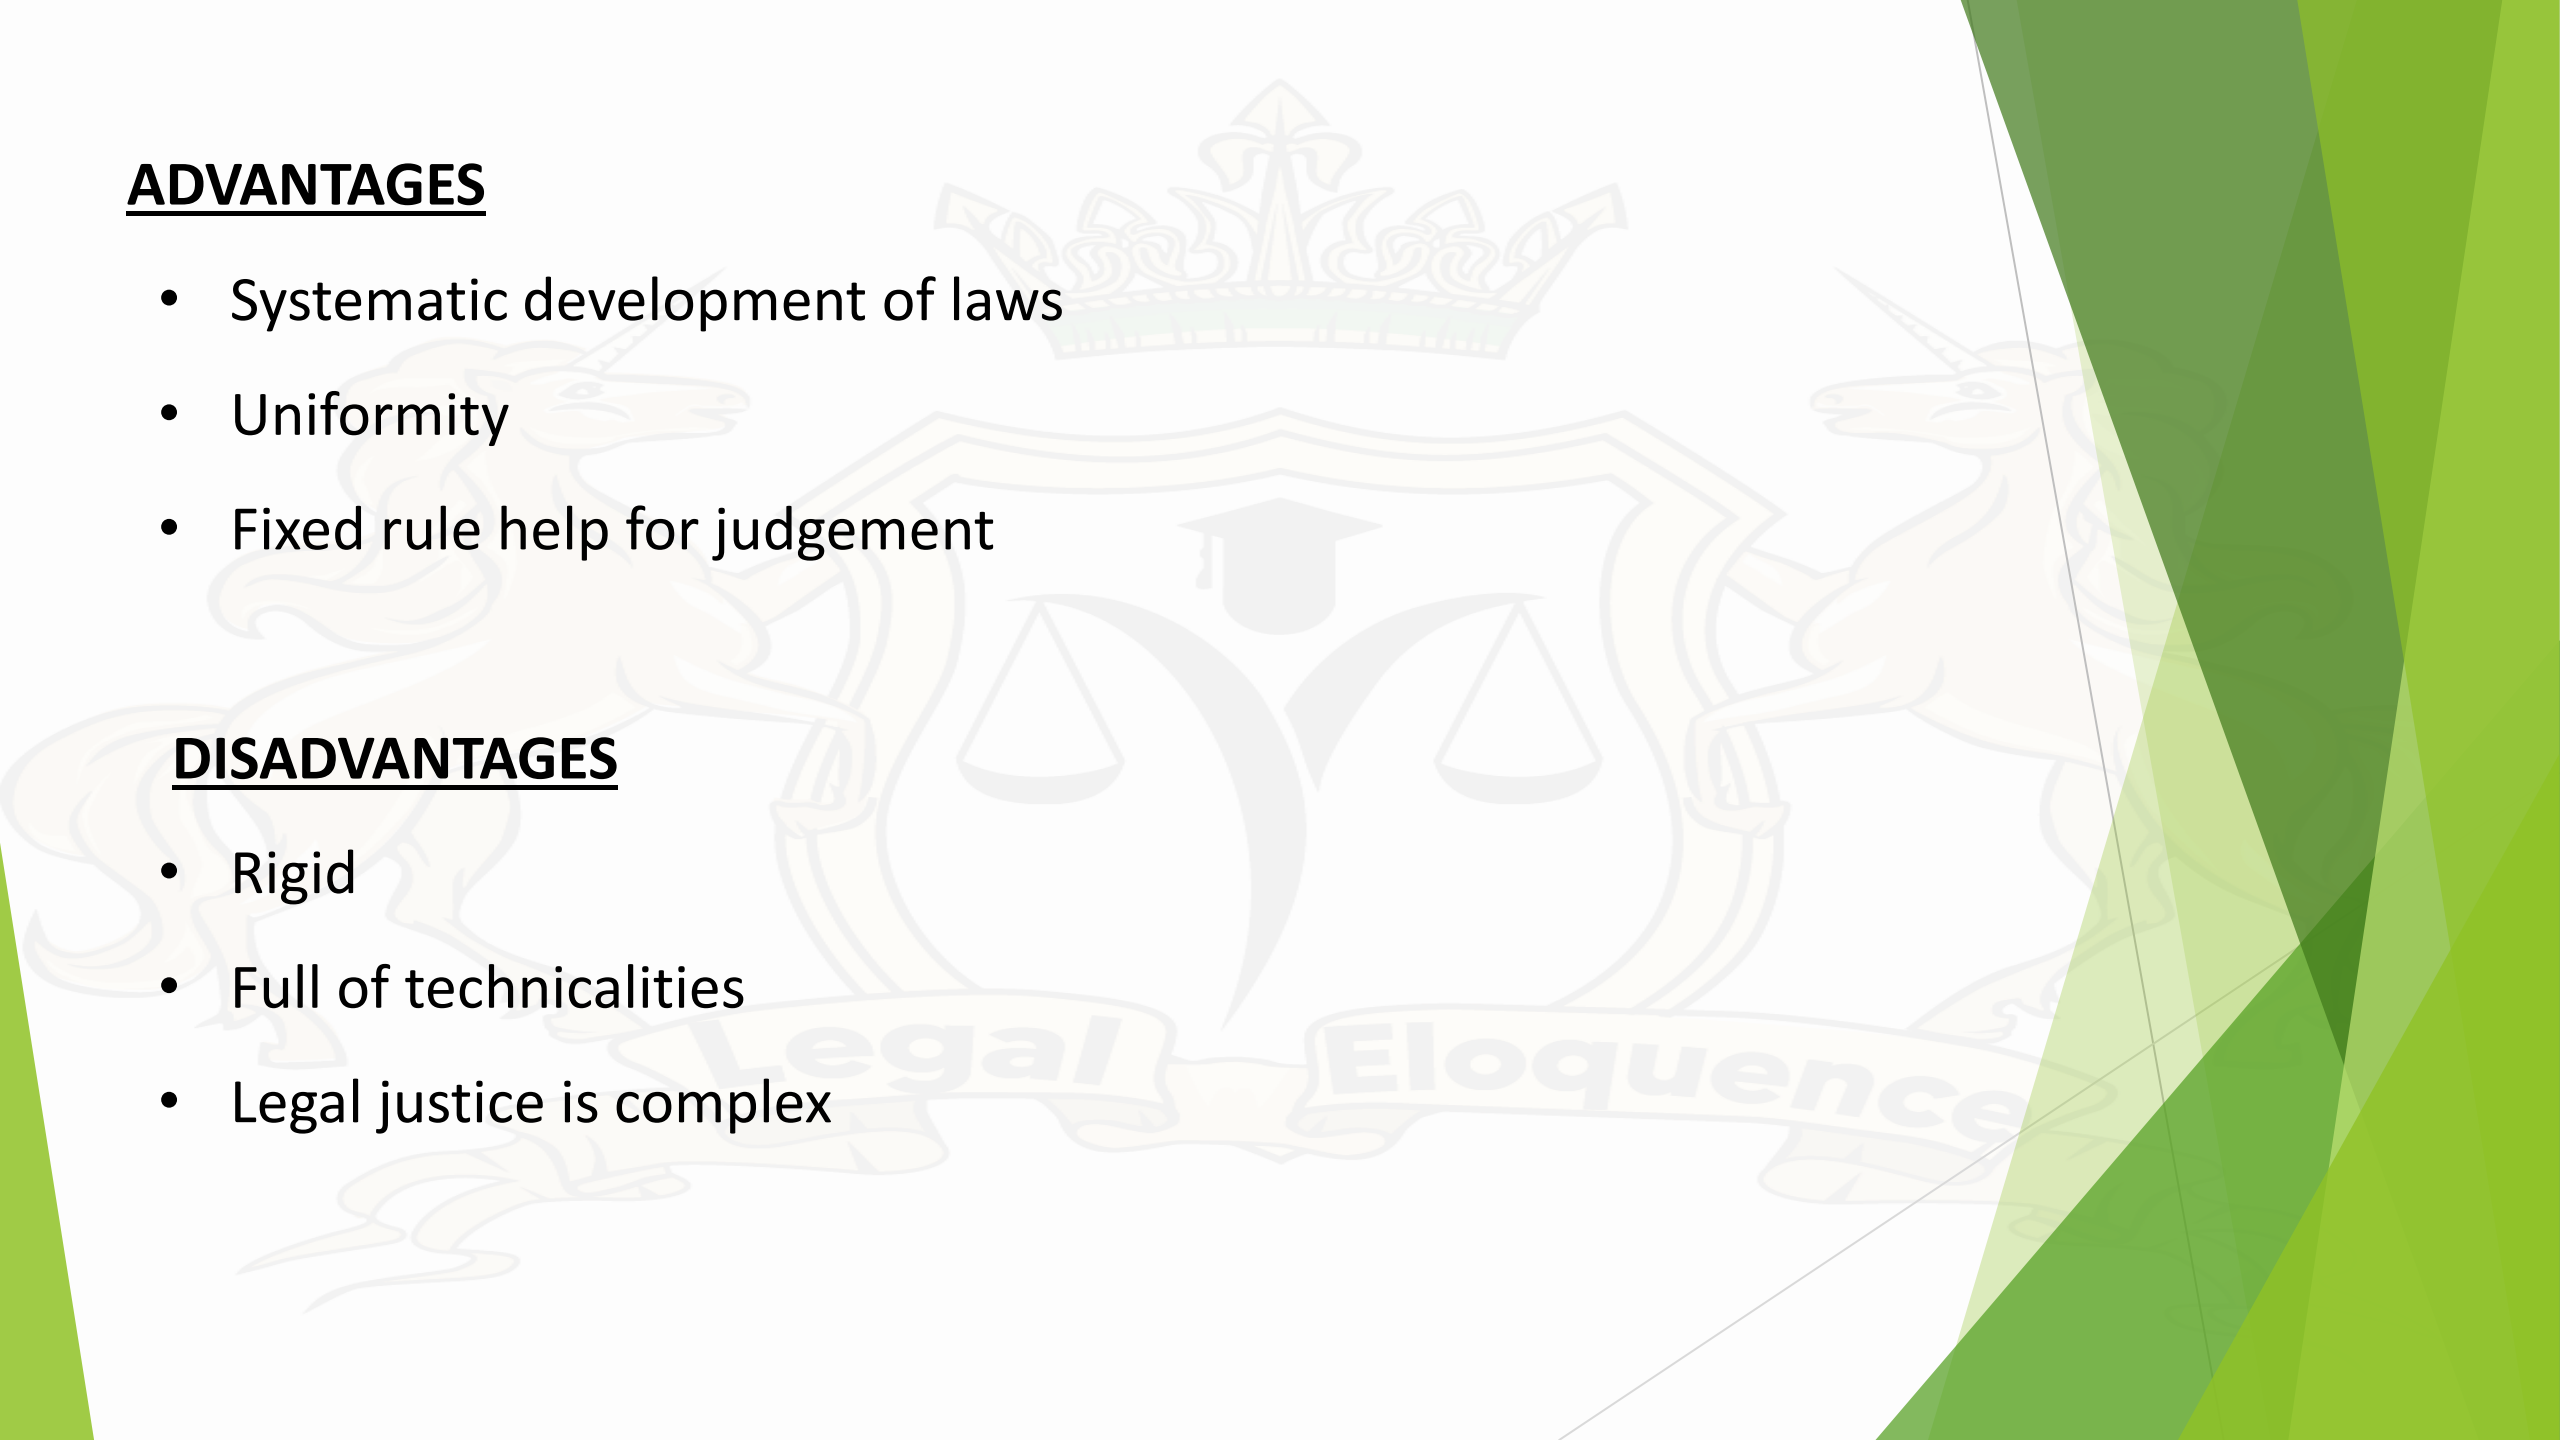 ADVANTAGES
• Systematic development of laws
• Uniformity
• Fixed rule help for judgement
DISADVANTAGES
• Rigid
• Full of technicalities
• Legal justice is complex
Legal Eloquence